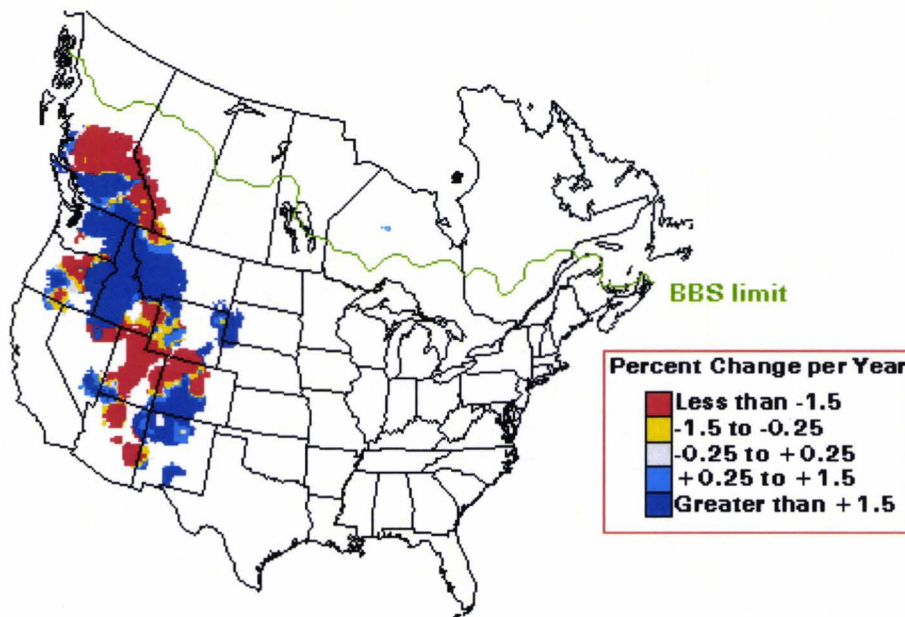 BBS limit
Percent Change per Year
Less than -1.5
-1.5 to -0.25
-0.25 to +0.25
+0.25 to +1.5
Greater than +1.5